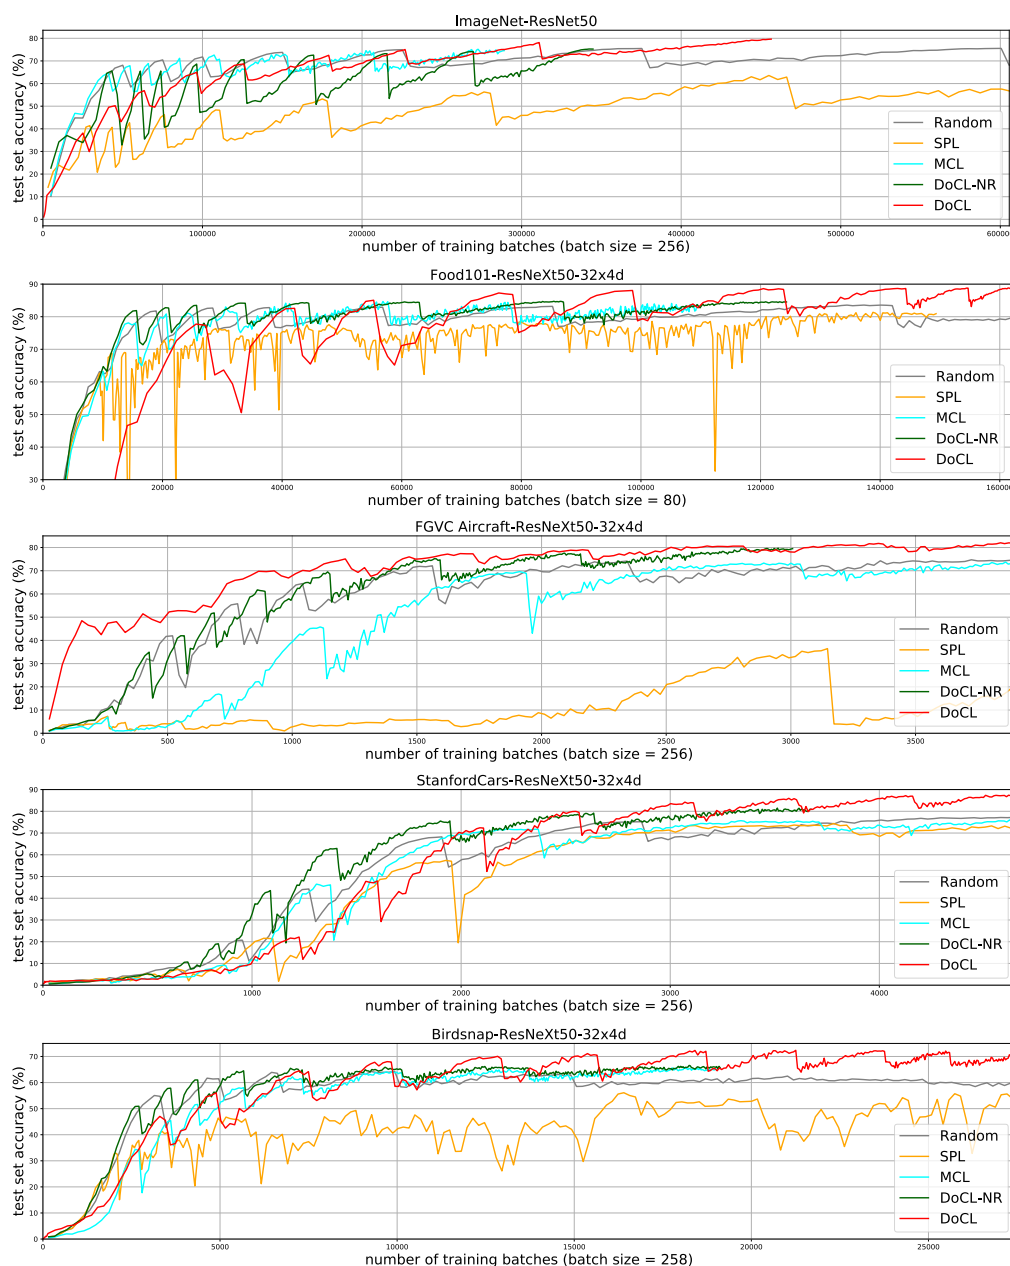 ImageNet-ResNet50
test set accuracy (%)
80
70
60
50
40
30
20
10
0
Random
SPL
MCL
DoCL-NR
DoCL
0 100000 200000 300000 400000 500000 60000
number of training batches (batch size = 256)
Food101-ResNeXt50-32x4d
test set accuracy (%)
90
80
70
60
50
40
30
Random
SPL
MCL
DoCL-NR
DoCL
0 20000 40000 60000 80000 100000 120000 140000 160000
number of training batches (batch size = 80)
FGVC Aircraft-ResNeXt50-32x4d
test set accuracy (%)
80
70
60
50
40
30
20
10
0
Random
SPL
MCL
DoCL-NR
DoCL
0 500 1000 1500 2000 2500 3000 3500
number of training batches (batch size = 256)
StanfordCars-ResNeXt50-32x4d
test set accuracy (%)
90
80
70
60
50
40
30
20
10
0
Random
SPL
MCL
DoCL-NR
DoCL
0 1000 2000 3000 4000
number of training batches (batch size = 256)
Birdsnap-ResNeXt50-32x4d
test set accuracy (%)
70
60
50
40
30
20
10
0
Random
SPL
MCL
DoCL-NR
DoCL
0 5000 10000 15000 20000 25000
number of training batches (batch size = 258)